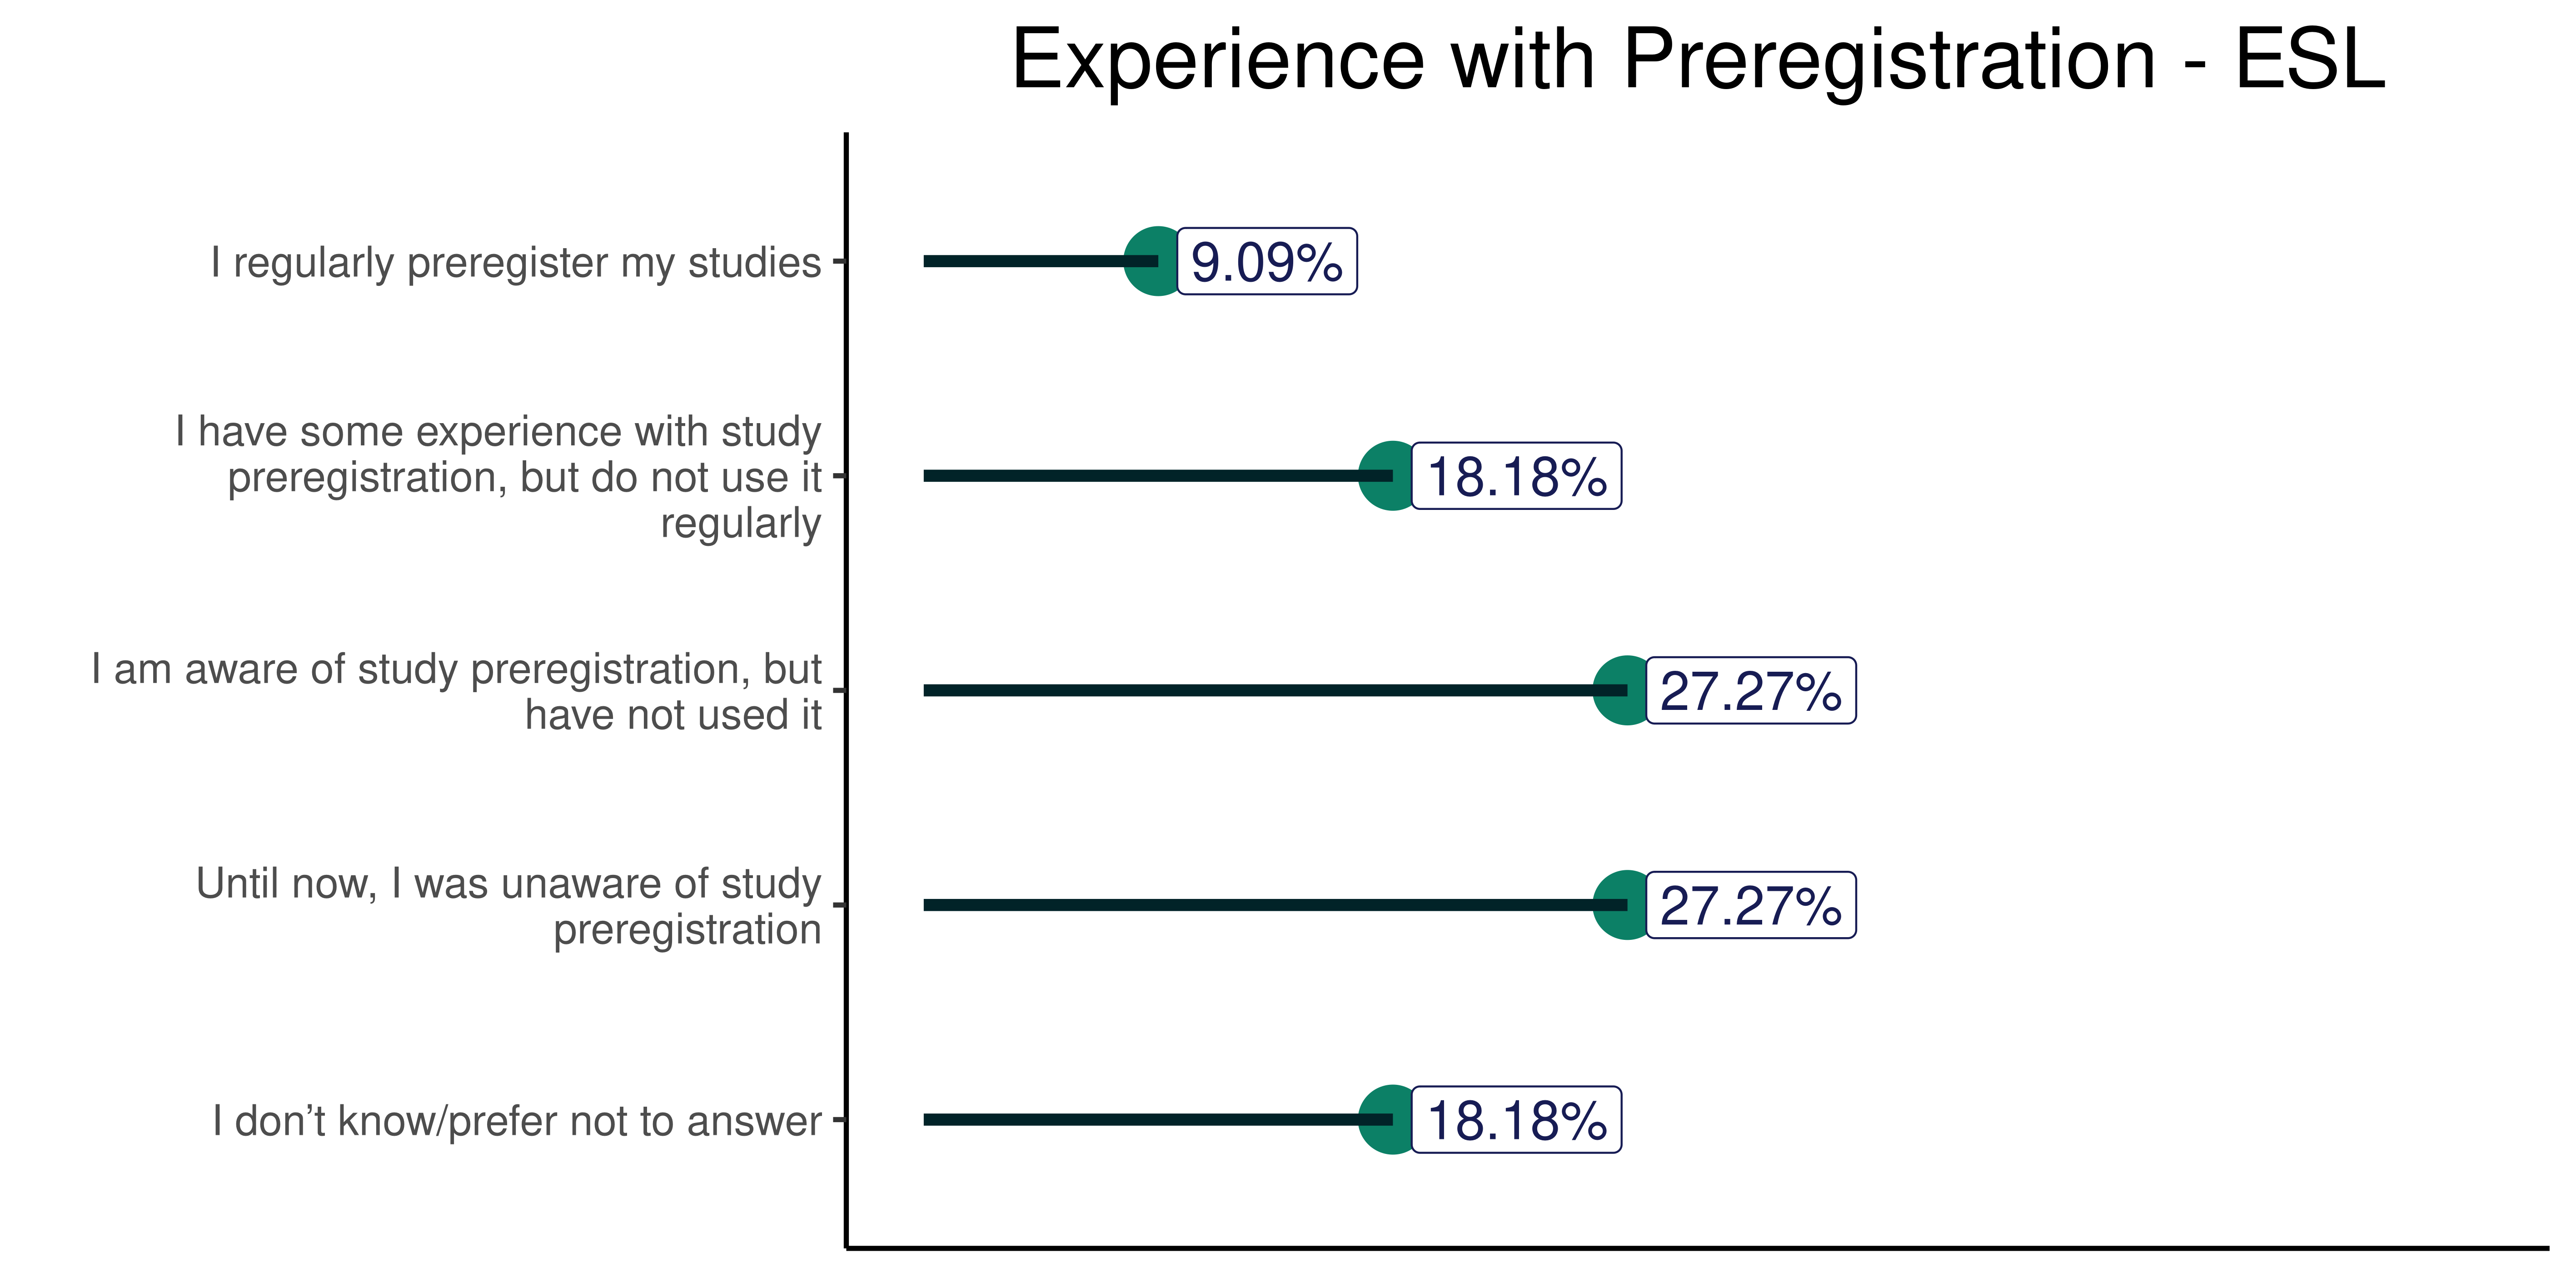 Experience with Preregistration - ESL
I regularly preregister my studies
9.09%
I have some experience with study
preregistration, but do not use it
regularly
18.18%
I am aware of study preregistration, but
have not used it
27.27%
Until now, I was unaware of study
preregistration
27.27%
I don’t know/prefer not to answer
18.18%